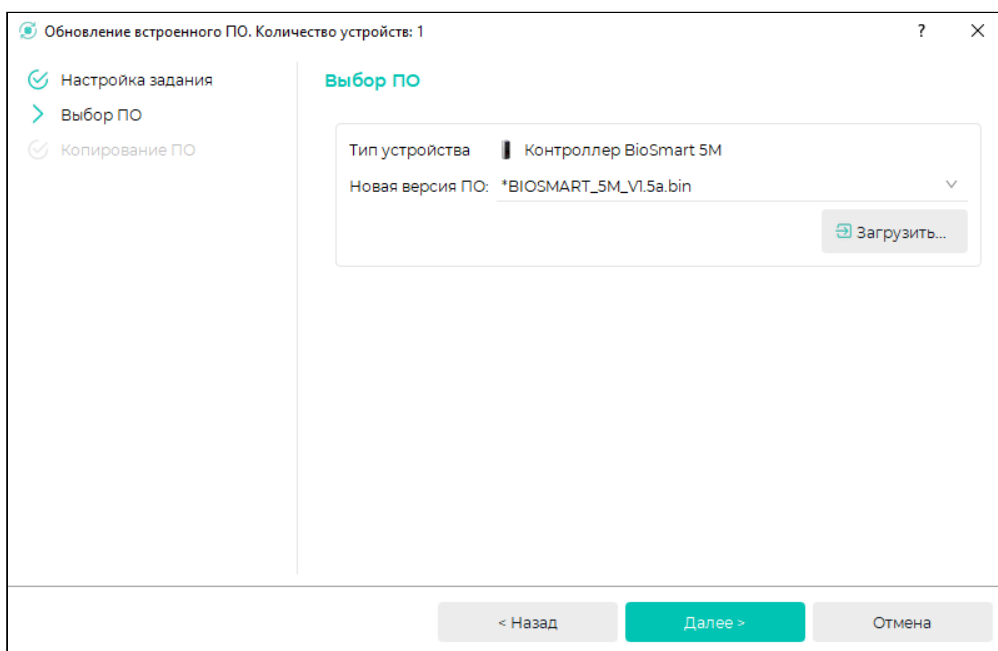 Обновление встроенного ПО. Количество устройств: 1 ?
Настройка задания
Выбор ПО
Копирование ПО
Выбор ПО
Тип устройства Контроллер BioSmart 5M
Новая версия ПО: *BIOSMART_5M_V1.5a.bin
Загрузить...
< Назад Далее > Отмена